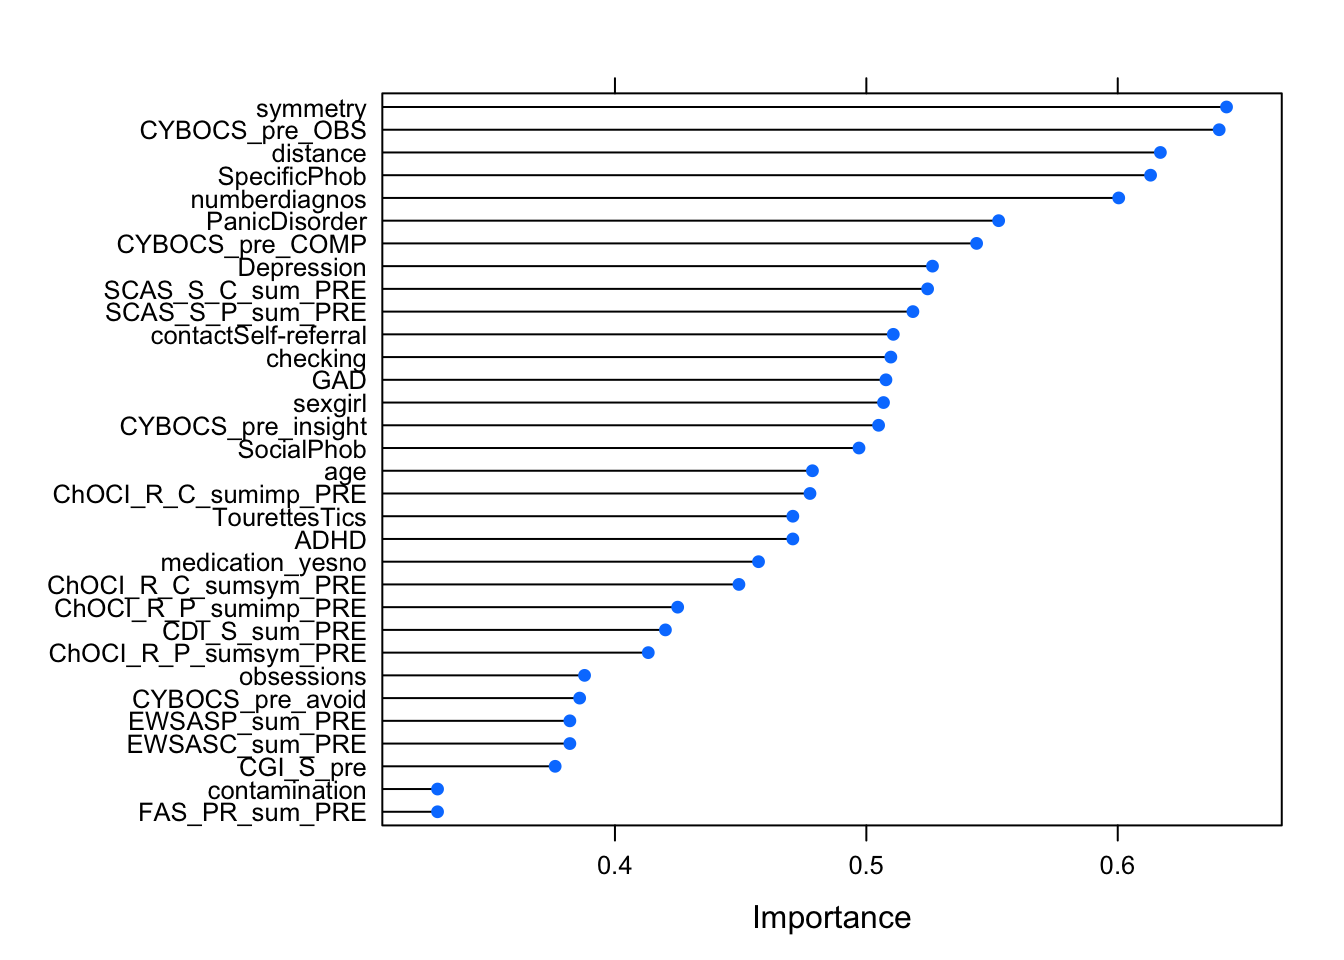 symmetry
CYBOCS_pre_OBS
distance
SpecificPhob
numberdiagnos
PanicDisorder
CYBOCS_pre_COMP
Depression
SCAS_S_C_sum_PRE
SCAS_S_P_sum_PRE
contactSelf-referral
checking
GAD
sexgirl
CYBOCS_pre_insight
SocialPhob
age
ChOCI_R_C_sumimp_PRE
TourettesTics
ADHD
medication_yesno
ChOCI_R_C_sumsym_PRE
ChOCI_R_P_sumimp_PRE
CDI_S_sum_PRE
ChOCI_R_P_sumsym_PRE
obsessions
CYBOCS_pre_avoid
EWSASP_sum_PRE
EWSASC_sum_PRE
CGI_S_pre
contamination
FAS_PR_sum_PRE
0.4 0.5 0.6
Importance